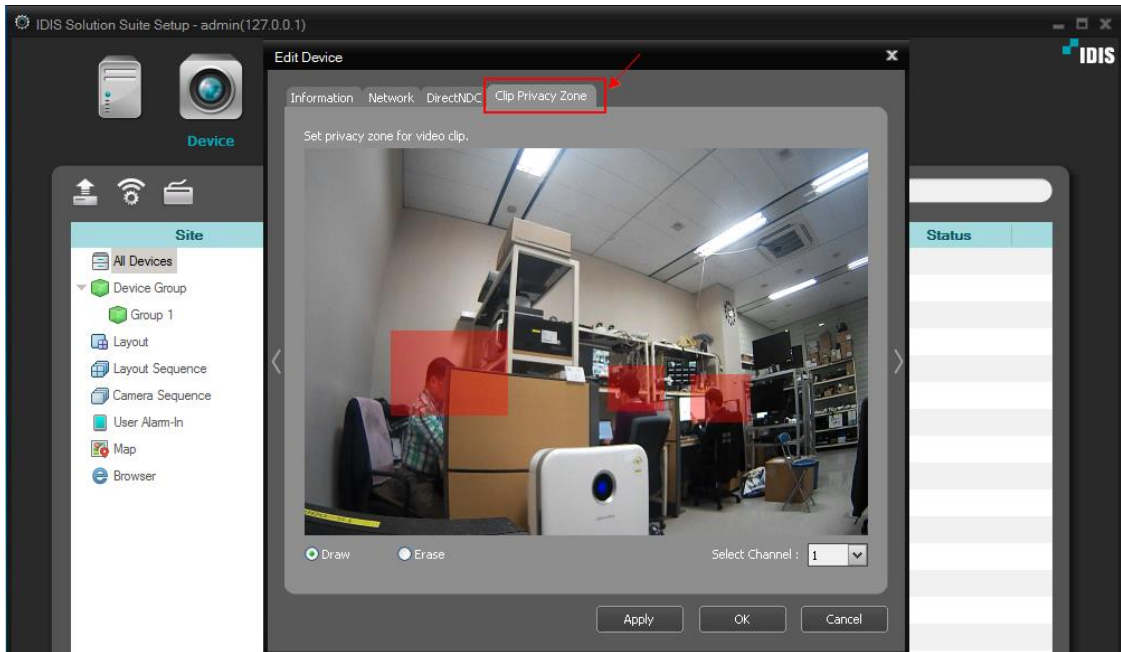 IDIS Solution Suite Setup - admin(127.0.0.1)
IDIS
Device
Edit Device
Information Network DirectNDC Clip Privacy Zone
Set privacy zone for video clip.
Site
Status
All Devices
Device Group
Group 1
Layout
Layout Sequence
Camera Sequence
User Alarm-In
Map
Browser
Draw Erase Select Channel : 1
Apply OK Cancel